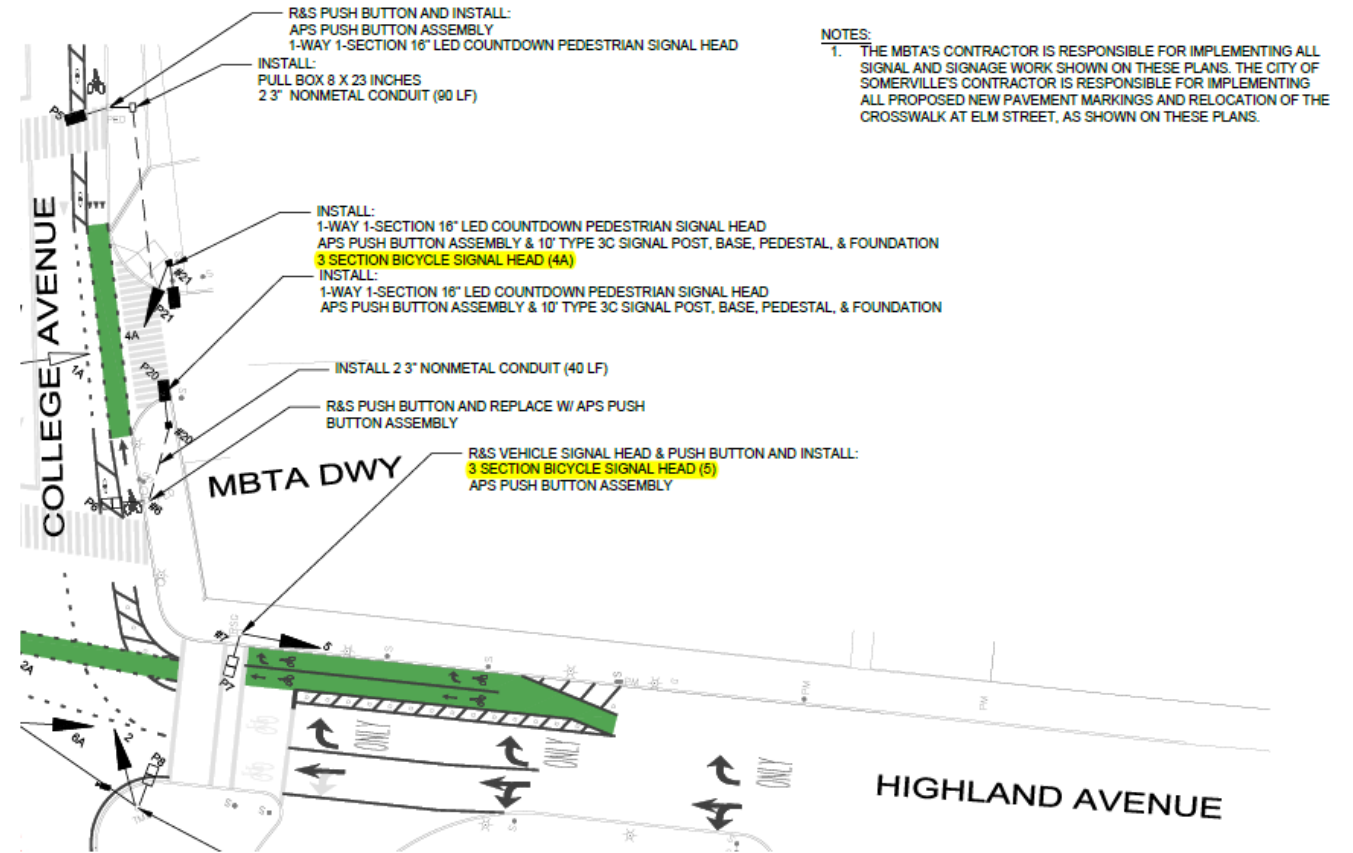 R&S PUSH BUTTON AND INSTALL:
APS PUSH BUTTON ASSEMBLY
1-WAY 1-SECTION 16" LED COUNTDOWN PEDESTRIAN SIGNAL HEAD
INSTALL:
PULL BOX 8 X 23 INCHES
2 3" NONMETAL CONDUIT (90 LF)
NOTES:
1. THE MBTA'S CONTRACTOR IS RESPONSIBLE FOR IMPLEMENTING ALL
SIGNAL AND SIGNAGE WORK SHOWN ON THESE PLANS. THE CITY OF
SOMERVILLE'S CONTRACTOR IS RESPONSIBLE FOR IMPLEMENTING
ALL PROPOSED NEW PAVEMENT MARKINGS AND RELOCATION OF THE
CROSSWALK AT ELM STREET, AS SHOWN ON THESE PLANS.
P5
PED
INSTALL:
1-WAY 1-SECTION 16" LED COUNTDOWN PEDESTRIAN SIGNAL HEAD
APS PUSH BUTTON ASSEMBLY & 10' TYPE 3C SIGNAL POST, BASE, PEDESTAL, & FOUNDATION
3 SECTION BICYCLE SIGNAL HEAD (4A)
INSTALL:
1-WAY 1-SECTION 16" LED COUNTDOWN PEDESTRIAN SIGNAL HEAD
APS PUSH BUTTON ASSEMBLY & 10' TYPE 3C SIGNAL POST, BASE, PEDESTAL, & FOUNDATION
#21
S
P21
4A
COLLEGE AVENUE
1A
P20
S
#20
INSTALL 2 3" NONMETAL CONDUIT (40 LF)
R&S PUSH BUTTON AND REPLACE W/ APS PUSH
BUTTON ASSEMBLY
R&S VEHICLE SIGNAL HEAD & PUSH BUTTON AND INSTALL:
3 SECTION BICYCLE SIGNAL HEAD (5)
APS PUSH BUTTON ASSEMBLY
MBTA DWY
P6
#6
#7
5
P7
2A
S
S
S
S
G
PM
PM
6A
2
P8
ONLY
ONLY
ONLY
S
S
S
S
HIGHLAND AVENUE